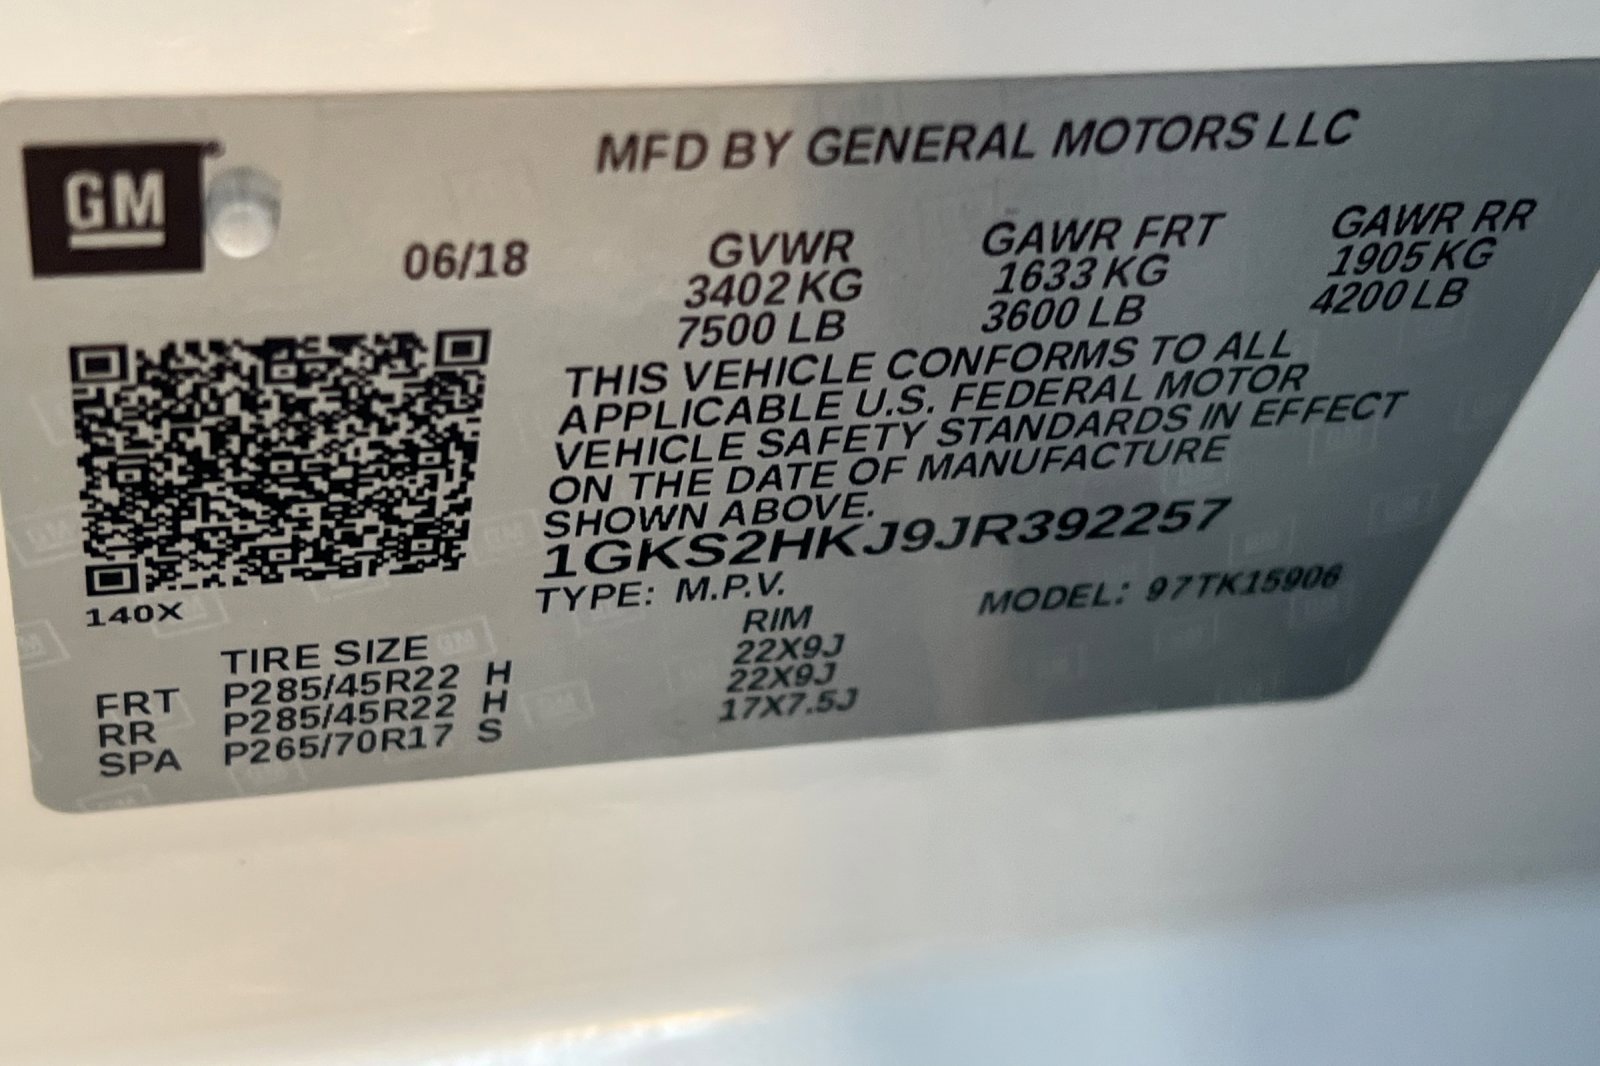 GM
MFD BY GENERAL MOTORS LLC
06/18
GVWR GAWR FRT GAWR RR
3402 KG 1633 KG 1905 KG
7500 LB 3600 LB 4200 LB
THIS VEHICLE CONFORMS TO ALL
APPLICABLE U.S. FEDERAL MOTOR
VEHICLE SAFETY STANDARDS IN EFFECT
ON THE DATE OF MANUFACTURE
SHOWN ABOVE.
1GKS2HKJ9JR392257
TYPE: M.P.V. MODEL: 97TK15906
140X
TIRE SIZE RIM
FRT P285/45R22 H 22X9J
RR P285/45R22 H 22X9J
SPA P265/70R17 S 17X7.5J